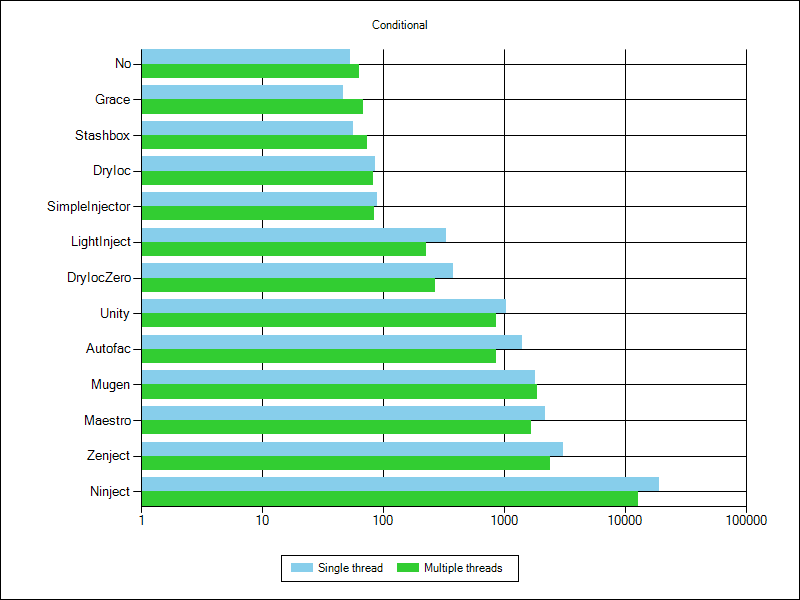 Conditional
No
Grace
Stashbox
DryIoc
SimpleInjector
LightInject
DryIocZero
Unity
Autofac
Mugen
Maestro
Zenject
Ninject
1 10 100 1000 10000 100000
Single thread Multiple threads